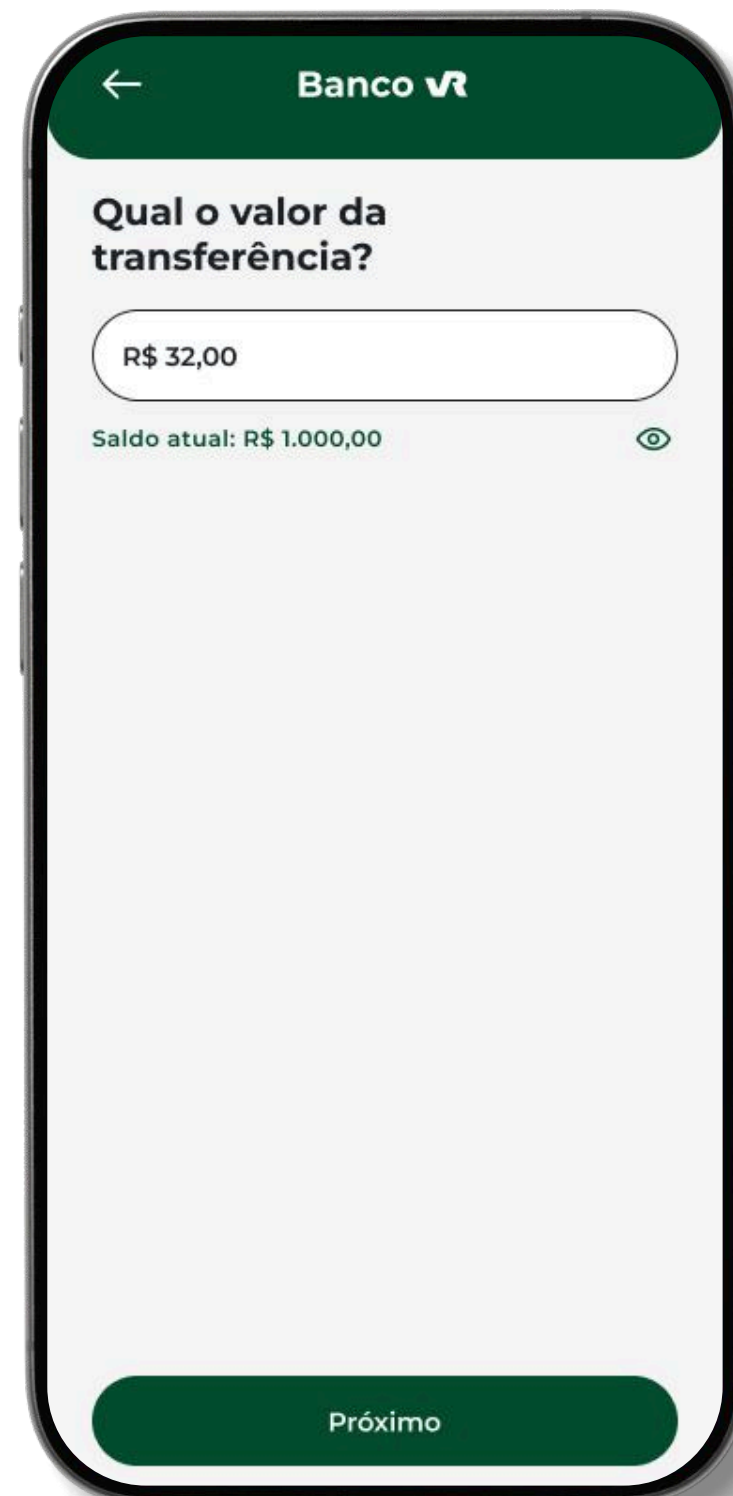 Banco VR
Qual o valor da
transferência?
R$ 32,00
Saldo atual: R$ 1.000,00
Próximo